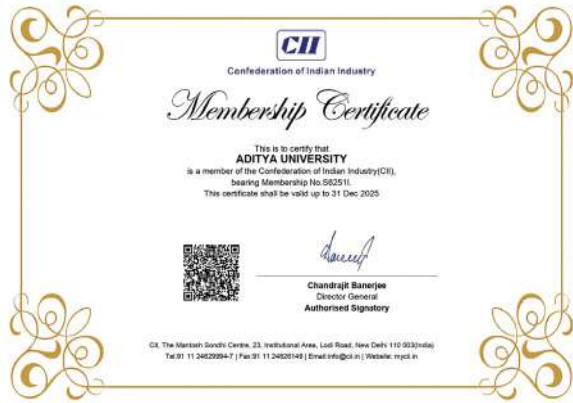 CII
Confederation of Indian Industry
Membership Certificate
This is to certify that
ADITYA UNIVERSITY
is a member of the Confederation of Indian Industry(CII),
bearing Membership No.S6251I.
This certificate shall be valid up to 31 Dec 2025
Chandrajit Banerjee
Director General
Authorised Signatory
CII, The Mantosh Sondhi Centre, 23, Institutional Area, Lodi Road, New Delhi 110 003(India)
Tel:91 11 24629994-7 | Fax:91 11 24626149 | Email:info@cii.in | Website: mycii.in